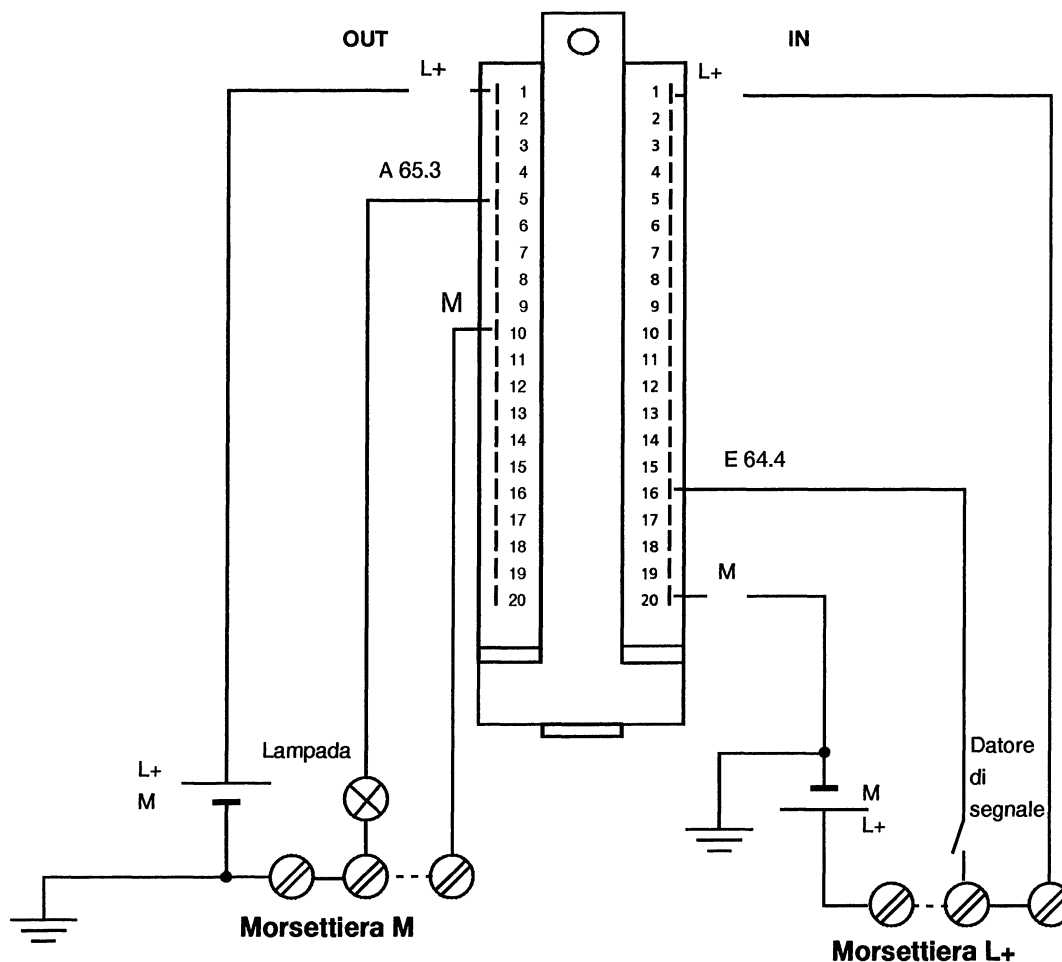 OUT
IN
L+
L+
1
2
3
4
5
6
7
8
9
10
11
12
13
14
15
16
17
18
19
20
1
2
3
4
5
6
7
8
9
10
11
12
13
14
15
16
17
18
19
20
A 65.3
M
E 64.4
M
Lampada
L+
M
Datore
di
segnale
M
L+
Morsettiera M
Morsettiera L+